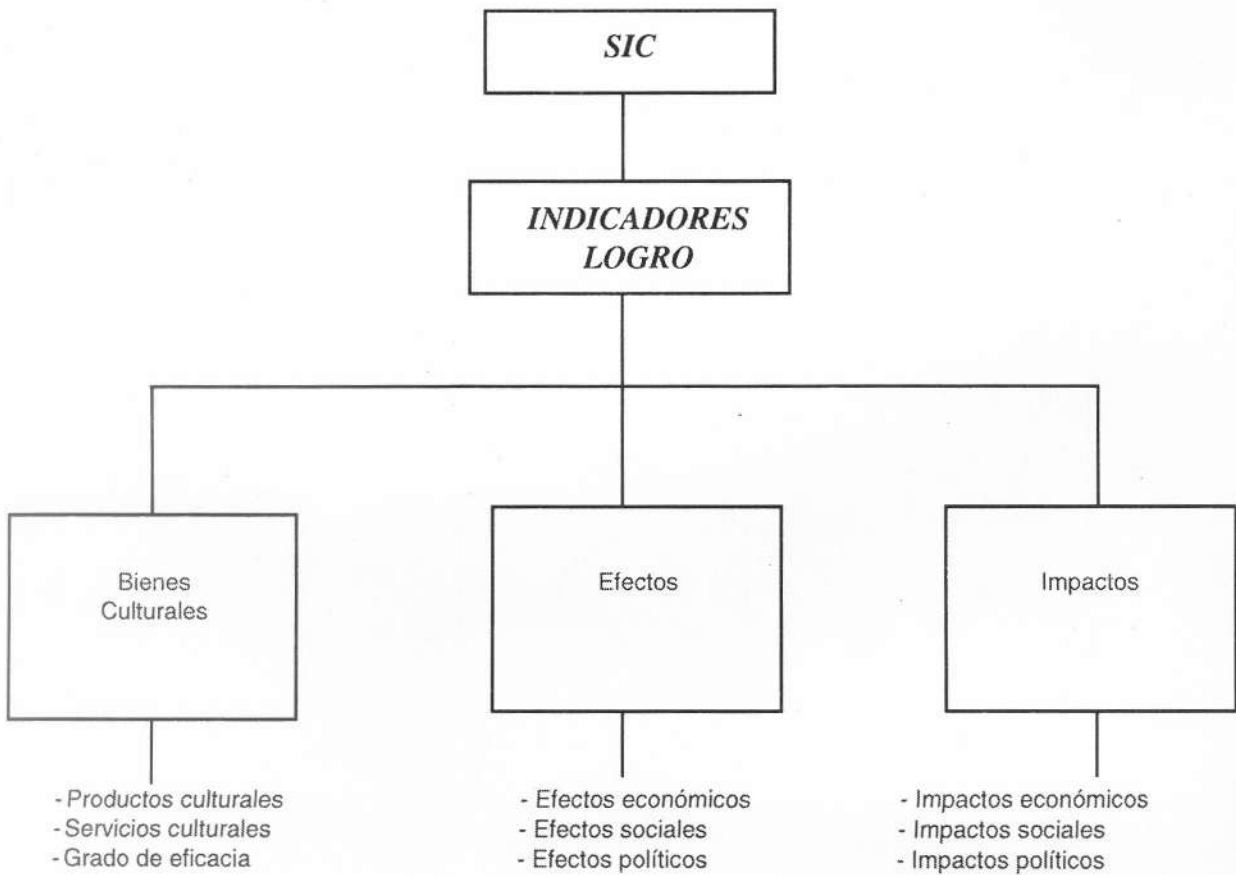 SIC
INDICADORES
LOGRO
Bienes
Culturales
Efectos
Impactos
- Productos culturales
- Servicios culturales
- Grado de eficacia
- Efectos económicos
- Efectos sociales
- Efectos políticos
- Impactos económicos
- Impactos sociales
- Impactos políticos